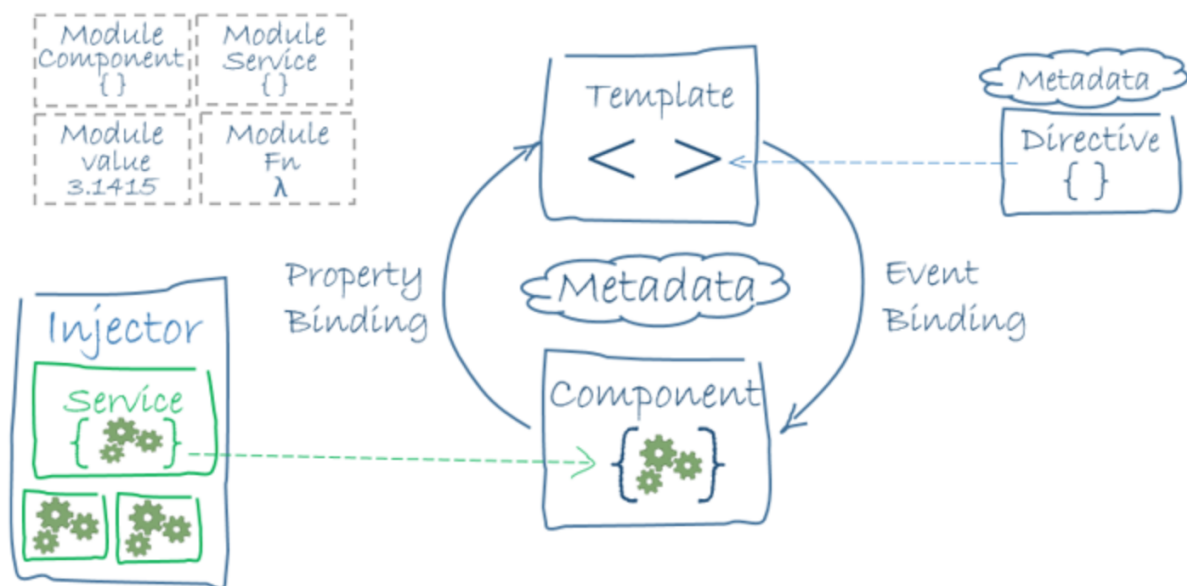 Module
Component
{ }
Module
Service
{ }
Module
value
3.1415
Module
Fn
λ
Template
< >
Metadata
Directive
{ }
Property
Binding
Metadata
Event
Binding
Injector
Service
{ }
Component
{ }